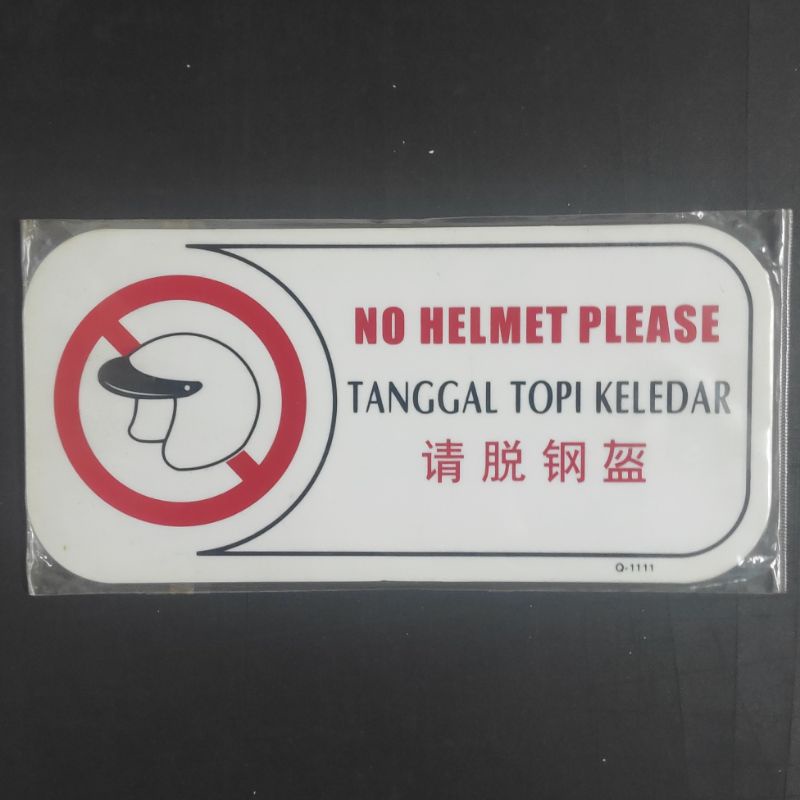 NO HELMET PLEASE
TANGGAL TOPI KELEDAR
请脱钢盔
Q-1111